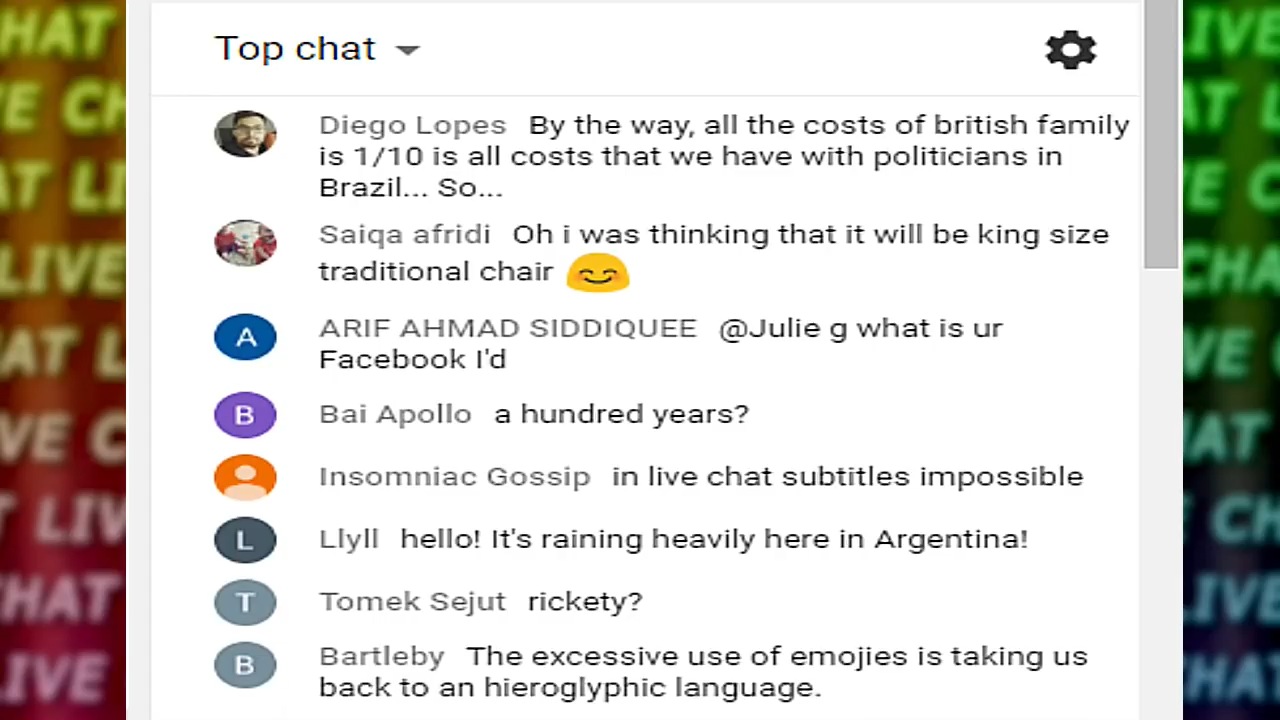 Top chat
Diego Lopes By the way, all the costs of british family
is 1/10 is all costs that we have with politicians in
Brazil... So...
Saiqa afridi Oh i was thinking that it will be king size
traditional chair 😊
A ARIF AHMAD SIDDIQUEE @Julie g what is ur
Facebook I'd
B Bai Apollo a hundred years?
Insomniac Gossip in live chat subtitles impossible
L Llyll hello! It's raining heavily here in Argentina!
T Tomek Sejut rickety?
B Bartleby The excessive use of emojies is taking us
back to an hieroglyphic language.